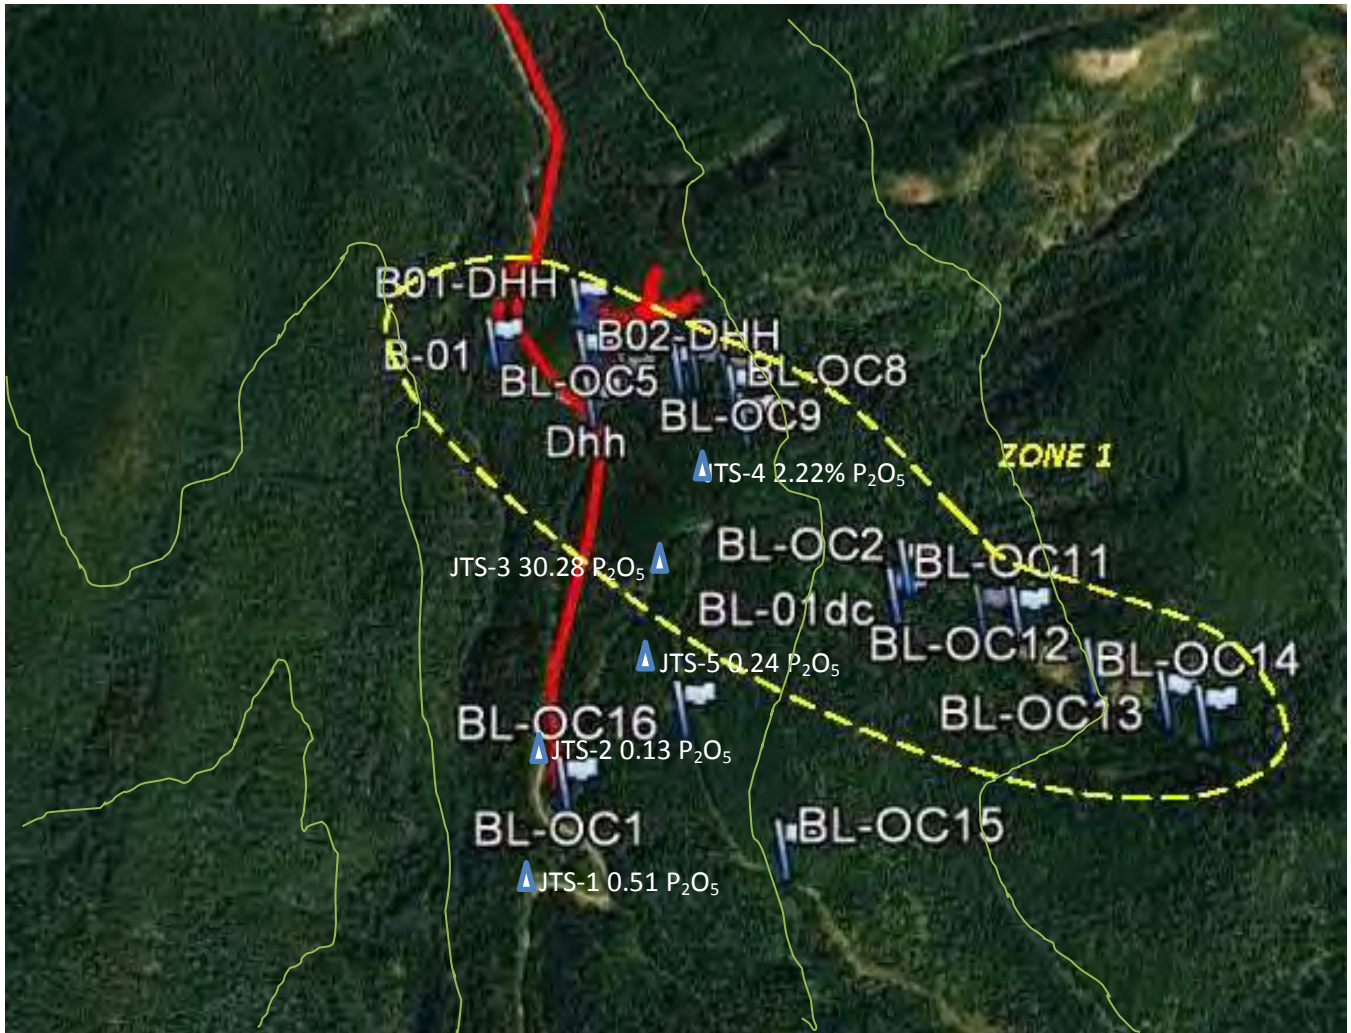 B01-DHH
B02-DHH
B-01
BL-OC5
BL-OC8
BL-OC9
Dhh
ZONE 1
JTS-4 2.22% P₂O₅
BL-OC2
BL-OC11
JTS-3 30.28 P₂O₅
BL-01dc
BL-OC12
JTS-5 0.24 P₂O₅
BL-OC14
BL-OC13
BL-OC16
JTS-2 0.13 P₂O₅
BL-OC1
BL-OC15
JTS-1 0.51 P₂O₅